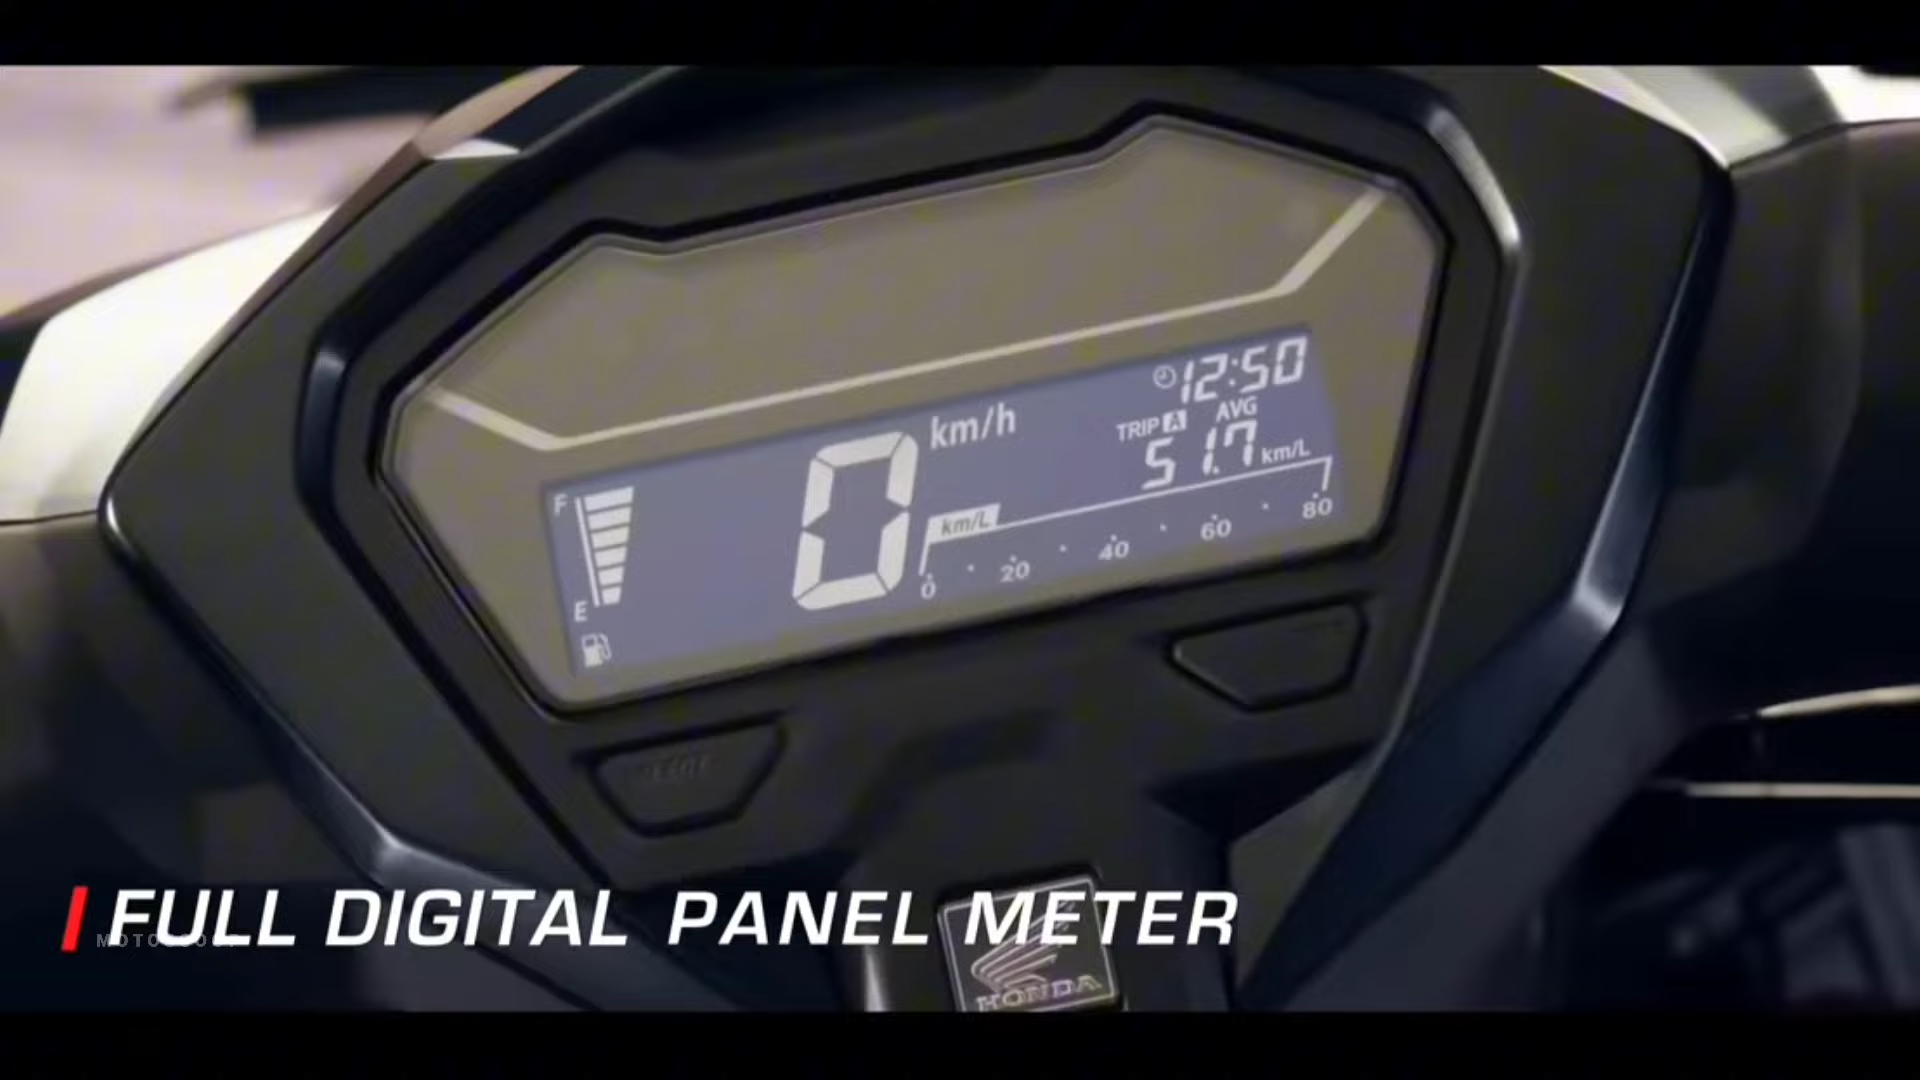 12:50
km/h
AVG
TRIP A
51.7 km/L
F
km/L
0 20 40 60 80
E
FULL DIGITAL PANEL METER
HONDA